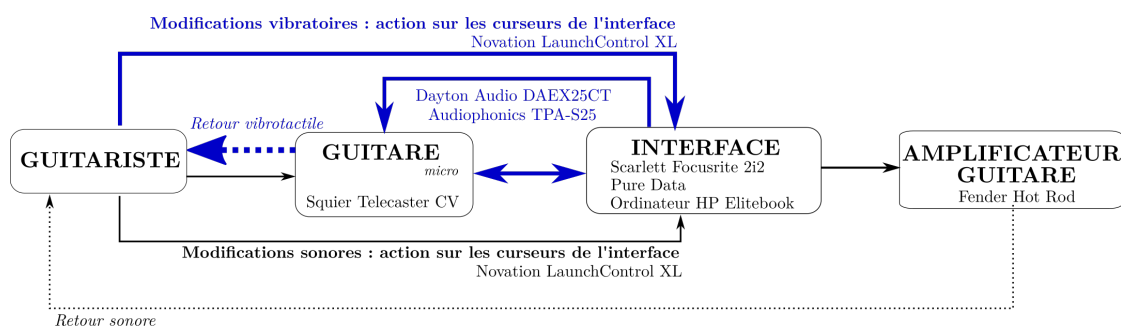 Modifications vibratoires : action sur les curseurs de l'interface
Novation LaunchControl XL
Dayton Audio DAEX25CT
Audiophonics TPA-S25
Retour vibrotactile
GUITARISTE
GUITARE
micro
Squier Telecaster CV
INTERFACE
Scarlett Focusrite 2i2
Pure Data
Ordinateur HP Elitebook
AMPLIFICATEUR
GUITARE
Fender Hot Rod
Modifications sonores : action sur les curseurs de l'interface
Novation LaunchControl XL
Retour sonore